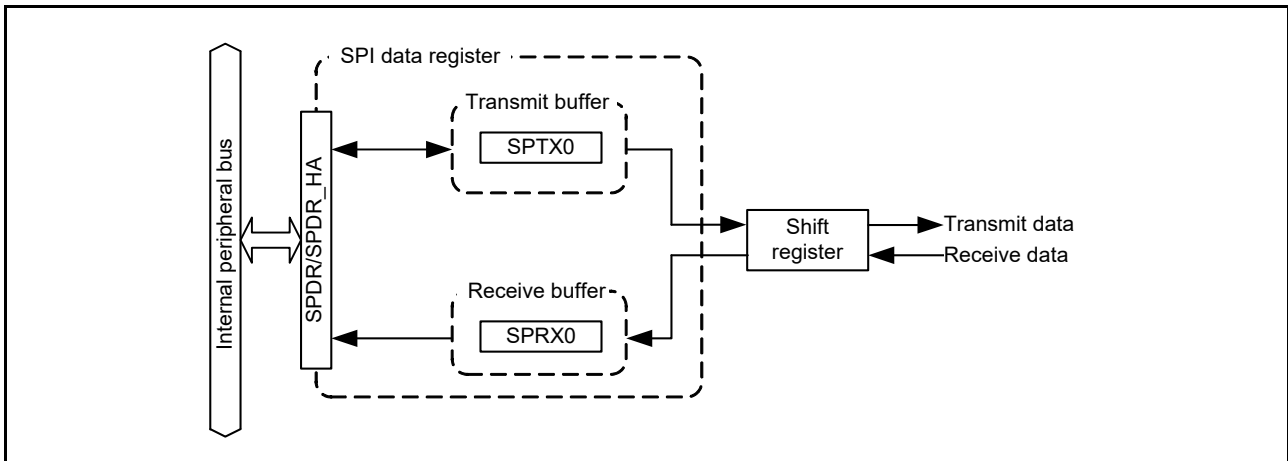 SPI data register
Transmit buffer
SPTX0
Internal peripheral bus
SPDR/SPDR_HA
Shift
register
Transmit data
Receive data
Receive buffer
SPRX0